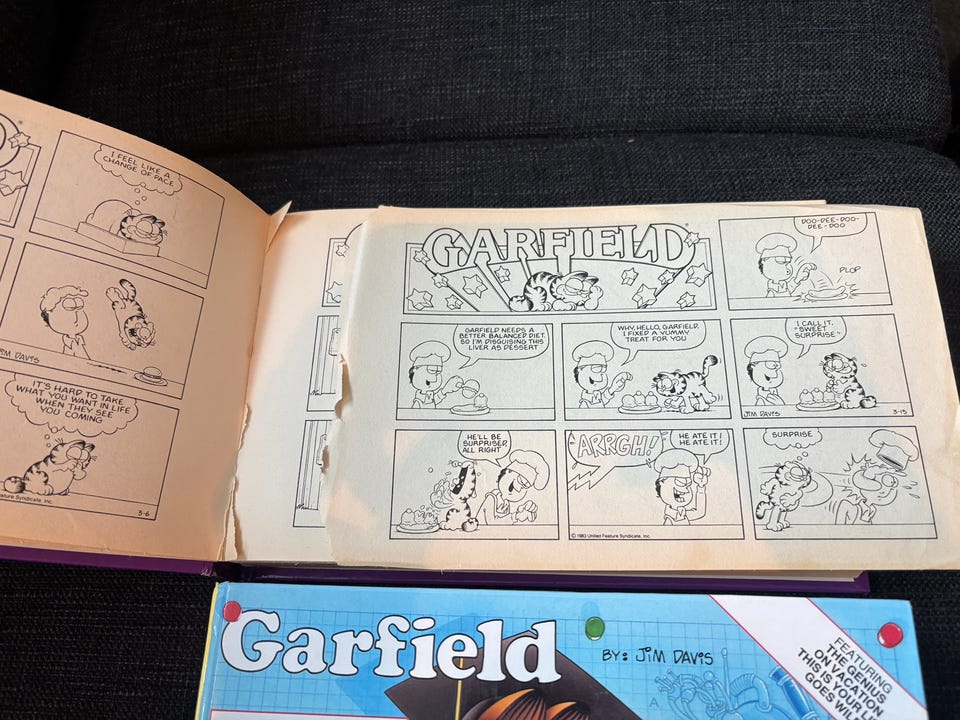 I FEEL LIKE A
CHANGE OF PACE
JIM DAVIS
IT'S HARD TO TAKE
WHAT YOU WANT IN LIFE
WHEN THEY SEE
YOU COMING
Feature Syndicate, Inc.
3-6
GARFIELD
DOO-DEE-DOO-
DEE-DOO
PLOP
GARFIELD NEEDS A
BETTER BALANCED DIET.
SO I'M DISGUISING THIS
LIVER AS DESSERT
WHY, HELLO, GARFIELD.
I FIXED A YUMMY
TREAT FOR YOU
I CALL IT,
"SWEET
SURPRISE"
JIM DAVIS
3-13
HE'LL BE
SURPRISED,
ALL RIGHT
ARRGH!
HE ATE IT!
HE ATE IT!
© 1983 United Feature Syndicate, Inc.
SURPRISE
Garfield
BY: JIM DAVIS
FEATURING
THE GENIUS
ON VACATION
THIS IS YOUR
GOES
A